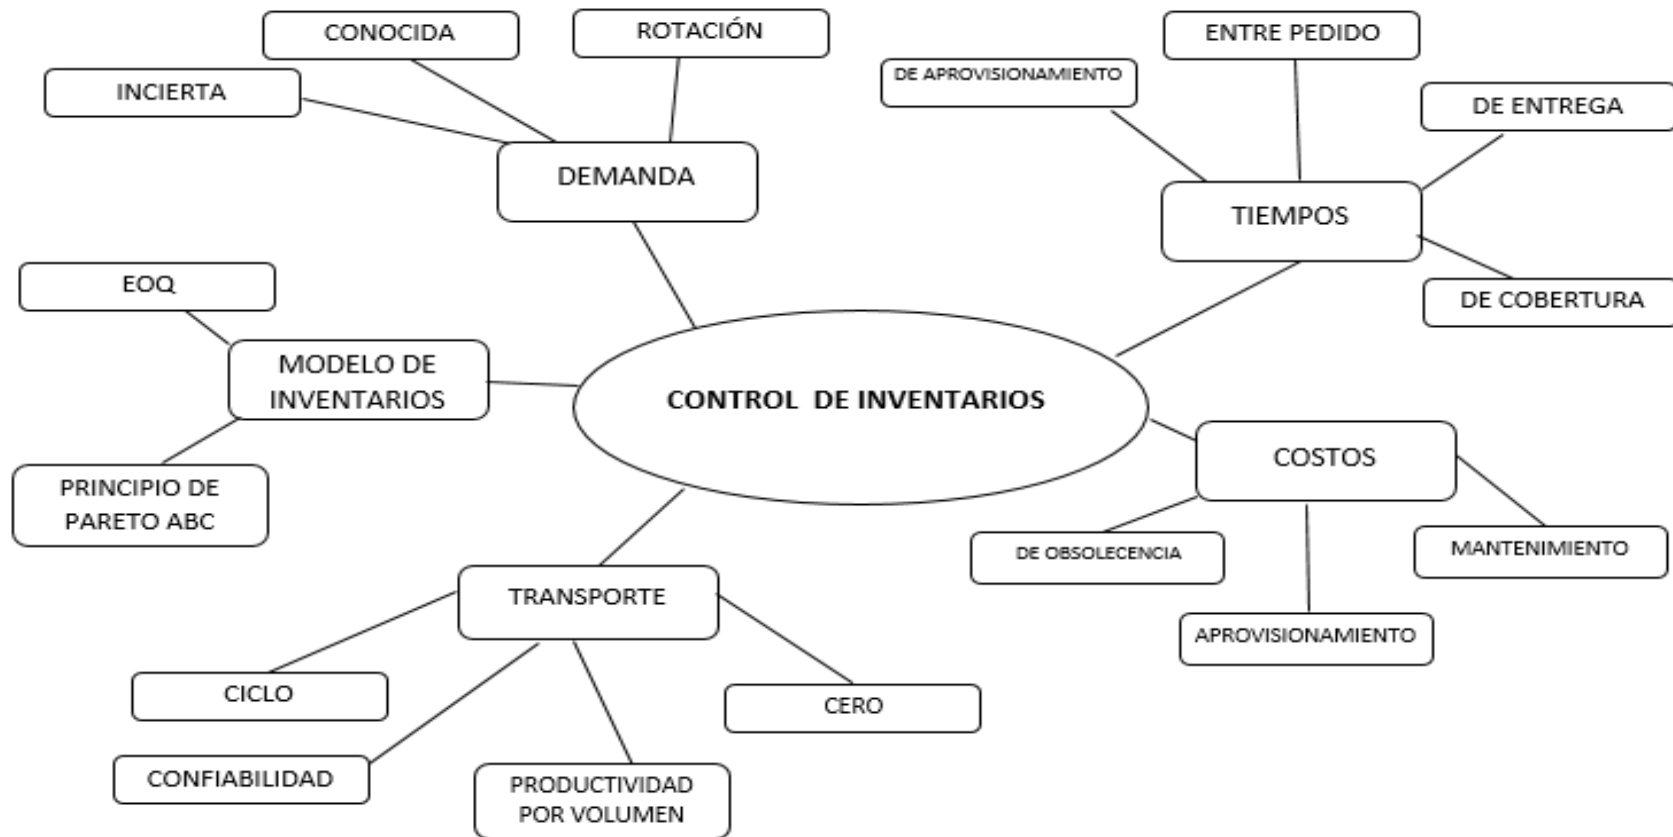 CONOCIDA
ROTACIÓN
INCIERTA
DEMANDA
ENTRE PEDIDO
DE APROVISIONAMIENTO
DE ENTREGA
TIEMPOS
DE COBERTURA
EOQ
MODELO DE
INVENTARIOS
PRINCIPIO DE
PARETO ABC
CONTROL DE INVENTARIOS
COSTOS
DE OBSOLECENCIA
MANTENIMIENTO
APROVISIONAMIENTO
TRANSPORTE
CICLO
CERO
CONFIABILIDAD
PRODUCTIVIDAD
POR VOLUMEN